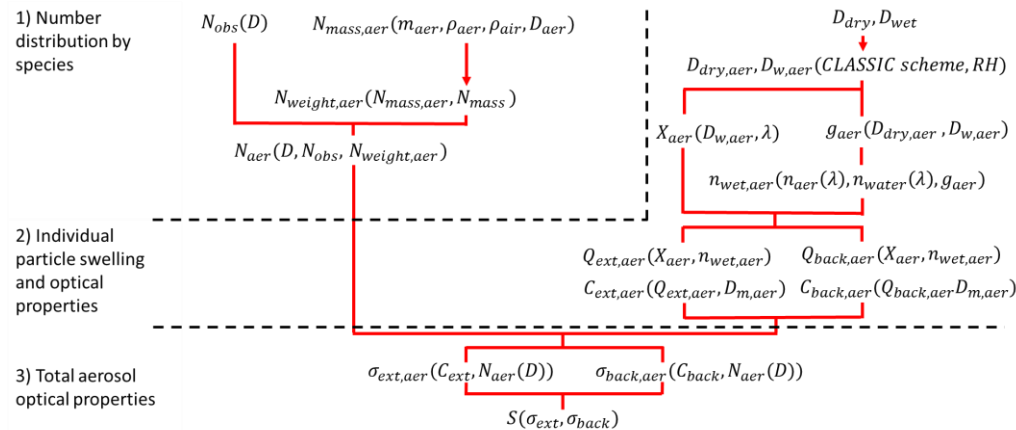 1) Number
distribution by
species
N_obs(D)
N_mass,aer(m_aer, ρ_aer, ρ_air, D_aer)
N_weight,aer(N_mass,aer, N_mass)
N_aer(D, N_obs, N_weight,aer)
D_dry, D_wet
D_dry,aer, D_w,aer(CLASSIC scheme, RH)
X_aer(D_w,aer, λ)
g_aer(D_dry,aer, D_w,aer)
n_wet,aer(n_aer(λ), n_water(λ), g_aer)
2) Individual
particle swelling
and optical
properties
Q_ext,aer(X_aer, n_wet,aer)
Q_back,aer(X_aer, n_wet,aer)
C_ext,aer(Q_ext,aer, D_m,aer)
C_back,aer(Q_back,aer D_m,aer)
3) Total aerosol
optical properties
σ_ext,aer(C_ext, N_aer(D))
σ_back,aer(C_back, N_aer(D))
S(σ_ext, σ_back)